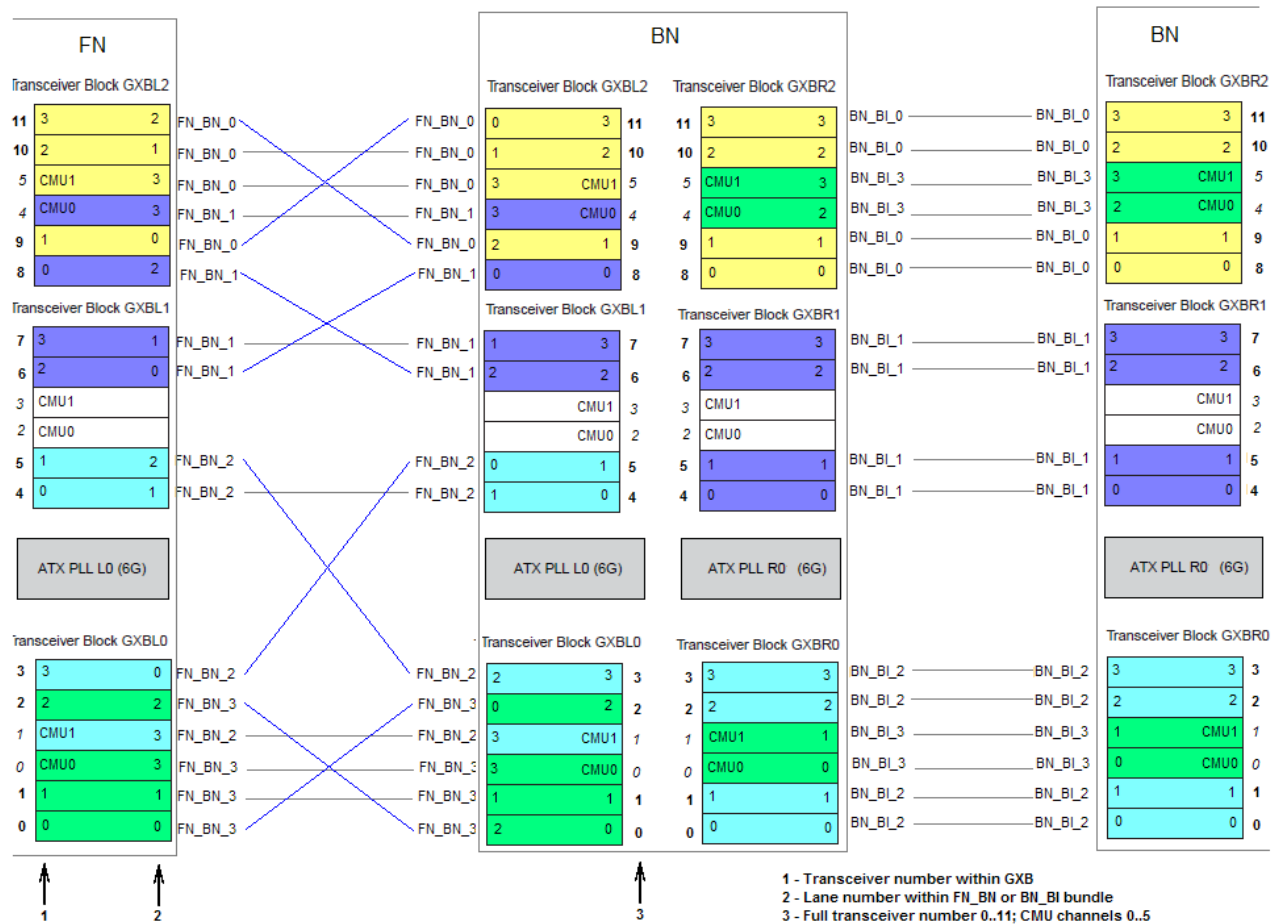 FN BN BN
Transceiver Block GXBL2 Transceiver Block GXBL2 Transceiver Block GXBR2 Transceiver Block GXBR2
11 3 2 FN_BN_0 FN_BN_0 0 3 11 11 3 3 BN_BI_0 BN_BI_0 3 3 11
10 2 1 FN_BN_0 FN_BN_0 1 2 10 10 2 2 BN_BI_0 BN_BI_0 2 2 10
5 CMU1 3 FN_BN_0 FN_BN_0 3 CMU1 5 5 CMU1 3 BN_BI_3 BN_BI_3 3 CMU1 5
4 CMU0 3 FN_BN_1 FN_BN_1 3 CMU0 4 4 CMU0 2 BN_BI_3 BN_BI_3 2 CMU0 4
9 1 0 FN_BN_0 FN_BN_0 2 1 9 9 1 1 BN_BI_0 BN_BI_0 1 1 9
8 0 2 FN_BN_1 FN_BN_1 0 0 8 8 0 0 BN_BI_0 BN_BI_0 0 0 8
Transceiver Block GXBL1 Transceiver Block GXBL1 Transceiver Block GXBR1 Transceiver Block GXBR1
7 3 1 FN_BN_1 FN_BN_1 1 3 7 7 3 3 BN_BI_1 BN_BI_1 3 3 7
6 2 0 FN_BN_1 FN_BN_1 2 2 6 6 2 2 BN_BI_1 BN_BI_1 2 2 6
3 CMU1 CMU1 3 3 CMU1 CMU1 3
2 CMU0 CMU0 2 2 CMU0 CMU0 2
5 1 2 FN_BN_2 FN_BN_2 0 1 5 5 1 1 BN_BI_1 BN_BI_1 1 1 5
4 0 1 FN_BN_2 FN_BN_2 1 0 4 4 0 0 BN_BI_1 BN_BI_1 0 0 4
ATX PLL L0 (6G) ATX PLL L0 (6G) ATX PLL R0 (6G) ATX PLL R0 (6G)
Transceiver Block GXBL0 Transceiver Block GXBL0 Transceiver Block GXBR0 Transceiver Block GXBR0
3 3 0 FN_BN_2 FN_BN_2 2 3 3 3 3 3 BN_BI_2 BN_BI_2 3 3 3
2 2 2 FN_BN_3 FN_BN_3 0 2 2 2 2 2 BN_BI_2 BN_BI_2 2 2 2
1 CMU1 3 FN_BN_2 FN_BN_2 3 CMU1 1 1 CMU1 1 BN_BI_3 BN_BI_3 1 CMU1 1
0 CMU0 3 FN_BN_3 FN_BN_3 3 CMU0 0 0 CMU0 0 BN_BI_3 BN_BI_3 0 CMU0 0
1 1 1 FN_BN_3 FN_BN_3 1 1 1 1 1 1 BN_BI_2 BN_BI_2 1 1 1
0 0 0 FN_BN_3 FN_BN_3 2 0 0 0 0 0 BN_BI_2 BN_BI_2 0 0 0
1 2 3
1 - Transceiver number within GXB
2 - Lane number within FN_BN or BN_BI bundle
3 - Full transceiver number 0..11; CMU channels 0..5